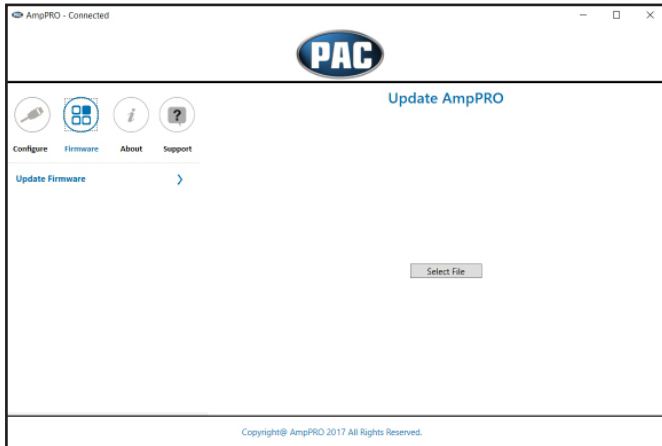 AmpPRO - Connected
PAC
Update AmpPRO
Configure Firmware About Support
Update Firmware
Select File
Copyright@ AmpPRO 2017 All Rights Reserved.